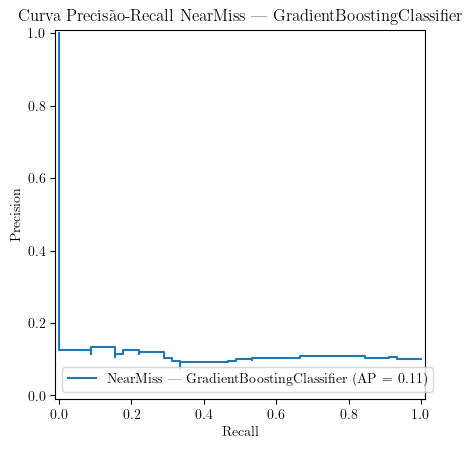 Curva Precisão-Recall NearMiss — GradientBoostingClassifier
1.0
0.8
0.6
0.4
0.2
0.0
Precision
NearMiss — GradientBoostingClassifier (AP = 0.11)
0.0 0.2 0.4 0.6 0.8 1.0
Recall